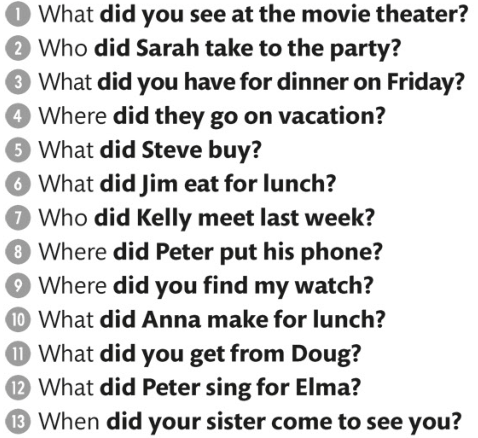 1 What did you see at the movie theater?
2 Who did Sarah take to the party?
3 What did you have for dinner on Friday?
4 Where did they go on vacation?
5 What did Steve buy?
6 What did Jim eat for lunch?
7 Who did Kelly meet last week?
8 Where did Peter put his phone?
9 Where did you find my watch?
10 What did Anna make for lunch?
11 What did you get from Doug?
12 What did Peter sing for Elma?
13 When did your sister come to see you?